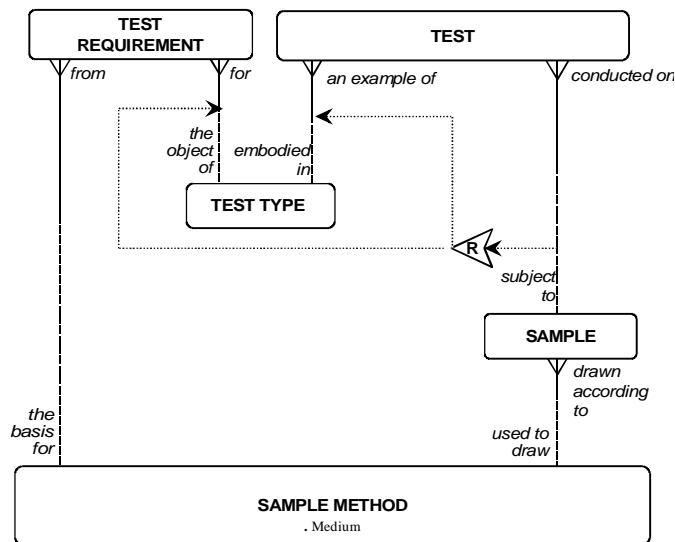 TEST
REQUIREMENT
TEST
from
for
an example of
conducted on
the
object
of
embodied
in
TEST TYPE
R
subject
to
SAMPLE
drawn
according
to
the
basis
for
used to
draw
SAMPLE METHOD
. Medium